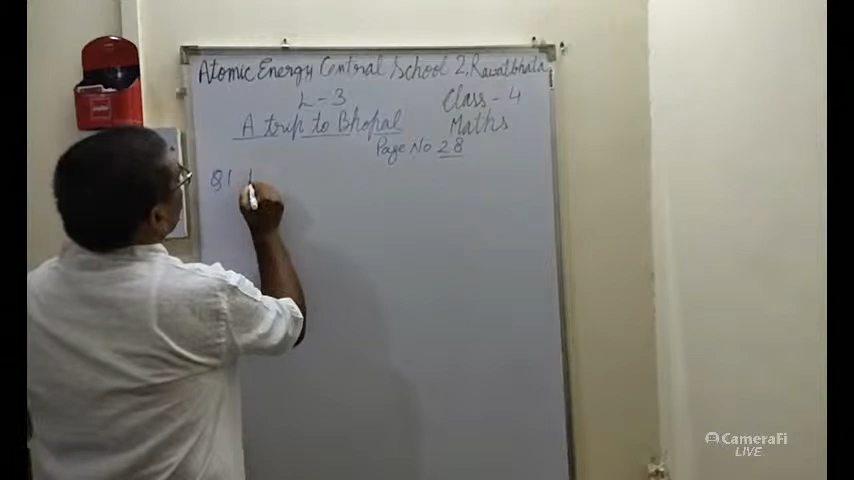 Atomic Energy Central School 2, Rawatbhata
L-3 Class-4
A trip to Bhopal Maths
Page No 28
Q1
CameraFi
LIVE